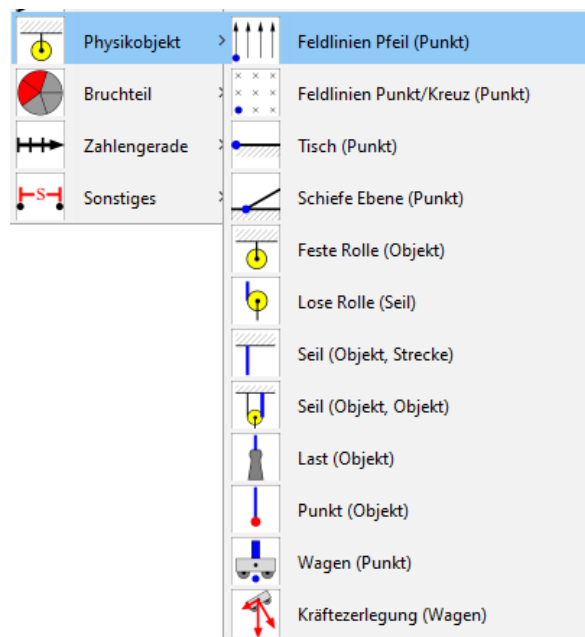 Physikobjekt
Bruchteil
Zahlengerade
S
Sonstiges
Feldlinien Pfeil (Punkt)
Feldlinien Punkt/Kreuz (Punkt)
Tisch (Punkt)
Schiefe Ebene (Punkt)
Feste Rolle (Objekt)
Lose Rolle (Seil)
Seil (Objekt, Strecke)
Seil (Objekt, Objekt)
Last (Objekt)
Punkt (Objekt)
Wagen (Punkt)
Kräftezerlegung (Wagen)